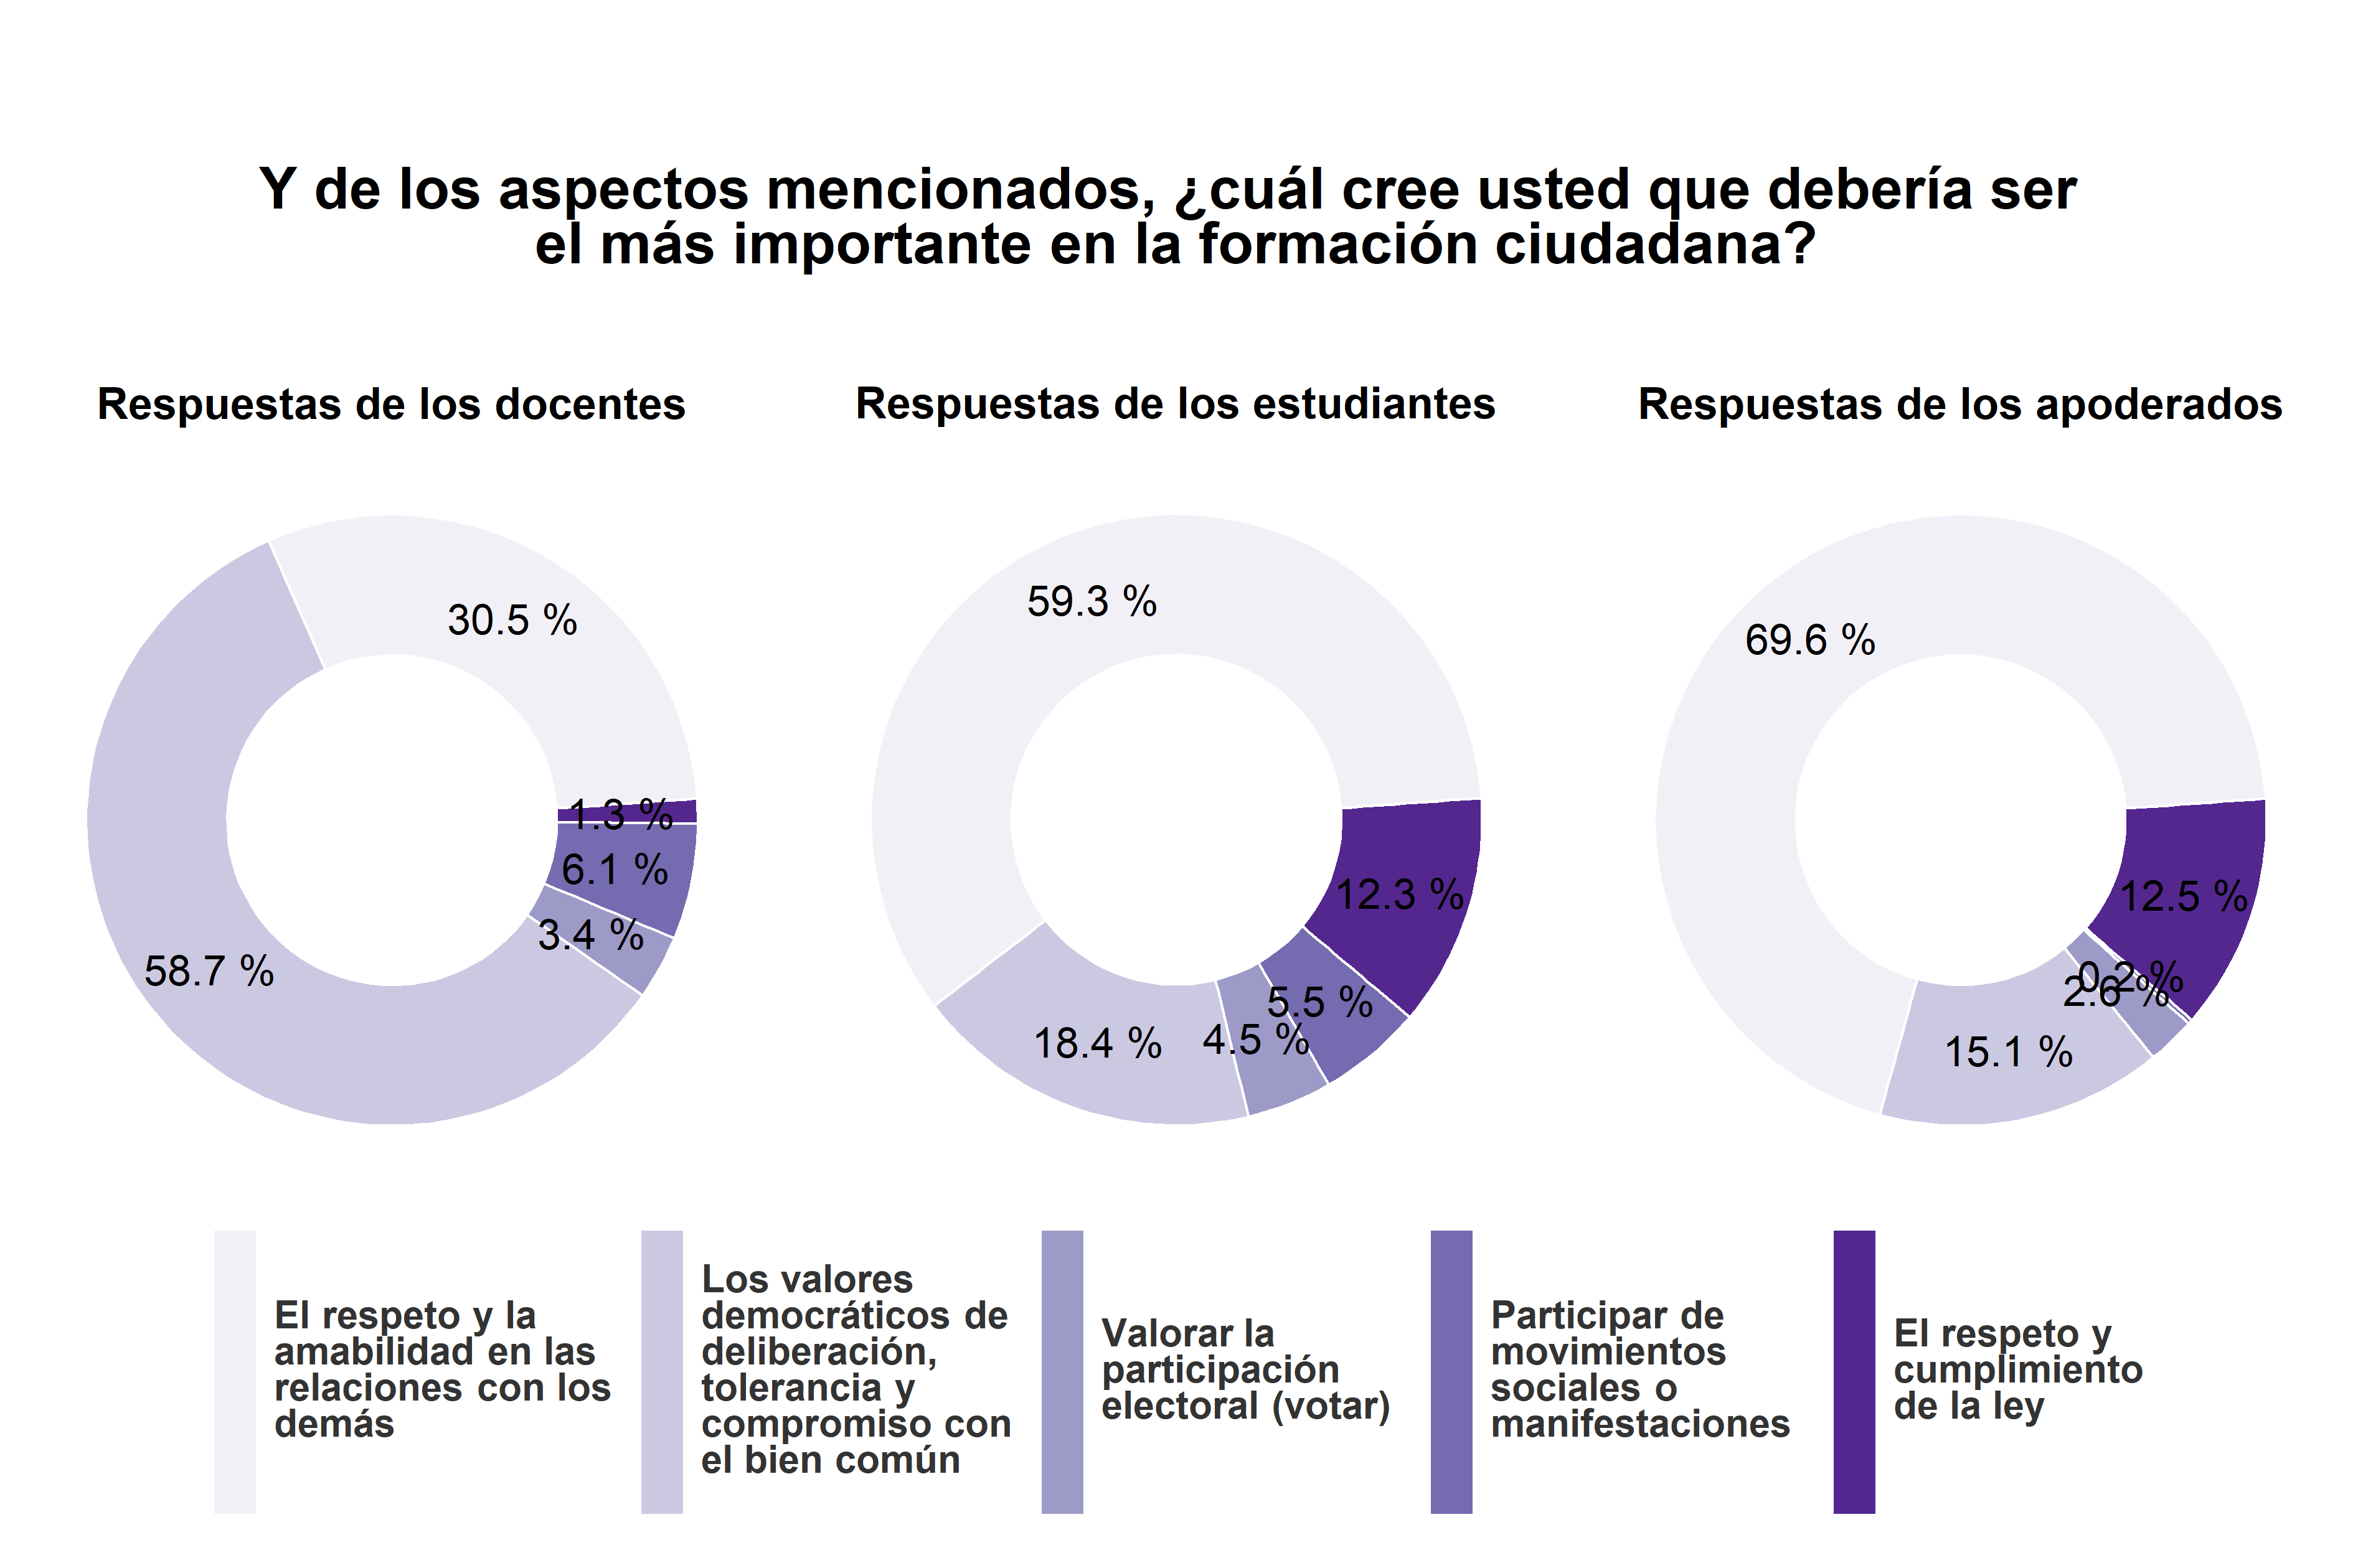 Y de los aspectos mencionados, ¿cuál cree usted que debería ser
el más importante en la formación ciudadana?
Respuestas de los docentes
30.5 %
1.3 %
6.1 %
3.4 %
58.7 %
Respuestas de los estudiantes
59.3 %
12.3 %
5.5 %
4.5 %
18.4 %
Respuestas de los apoderados
69.6 %
12.5 %
0.2 %
2.6 %
15.1 %
El respeto y la
amabilidad en las
relaciones con los
demás
Los valores
democráticos de
deliberación,
tolerancia y
compromiso con
el bien común
Valorar la
participación
electoral (votar)
Participar de
movimientos
sociales o
manifestaciones
El respeto y
cumplimiento
de la ley